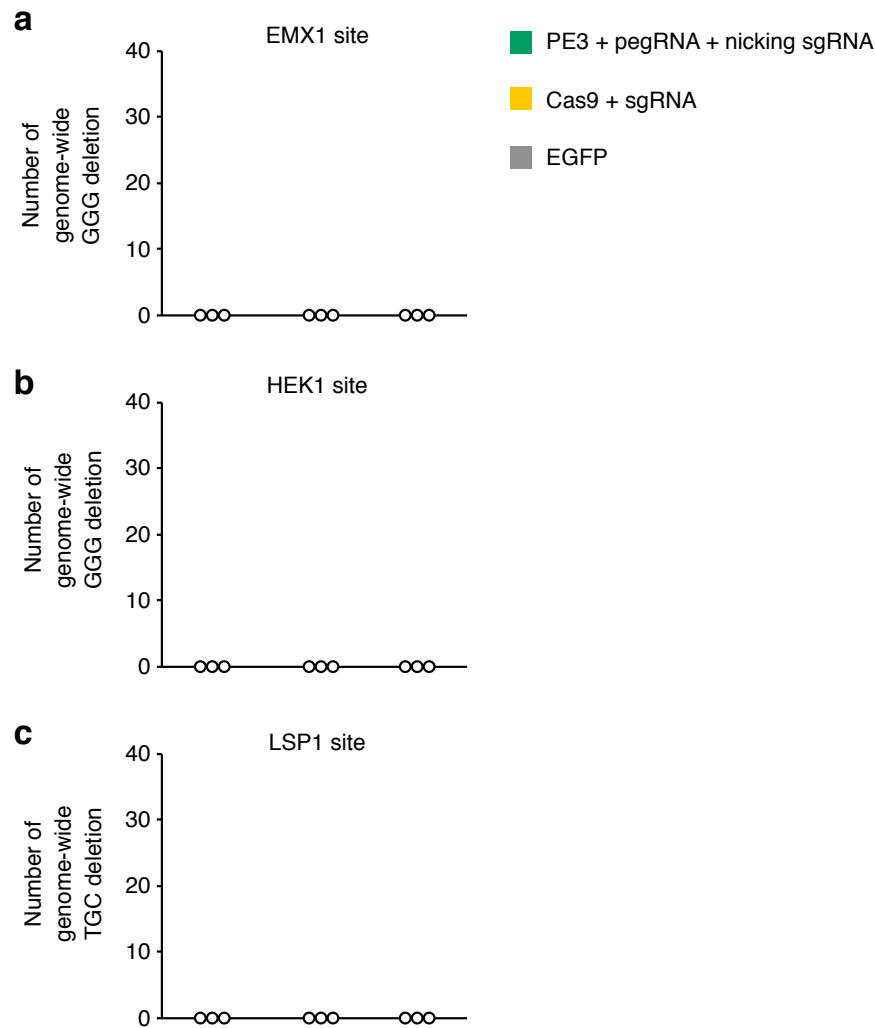 a
EMX1 site
PE3 + pegRNA + nicking sgRNA
Cas9 + sgRNA
EGFP
Number of
genome-wide
GGG deletion
40
30
20
10
0
b
HEK1 site
Number of
genome-wide
GGG deletion
40
30
20
10
0
c
LSP1 site
Number of
genome-wide
TGC deletion
40
30
20
10
0